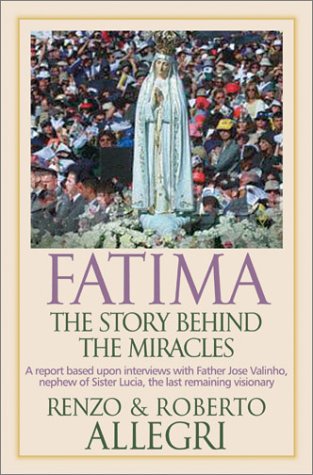 FATIMA
THE STORY BEHIND
THE MIRACLES
A report based upon interviews with Father Jose Valinho,
nephew of Sister Lucia, the last remaining visionary
RENZO & ROBERTO
ALLEGRI